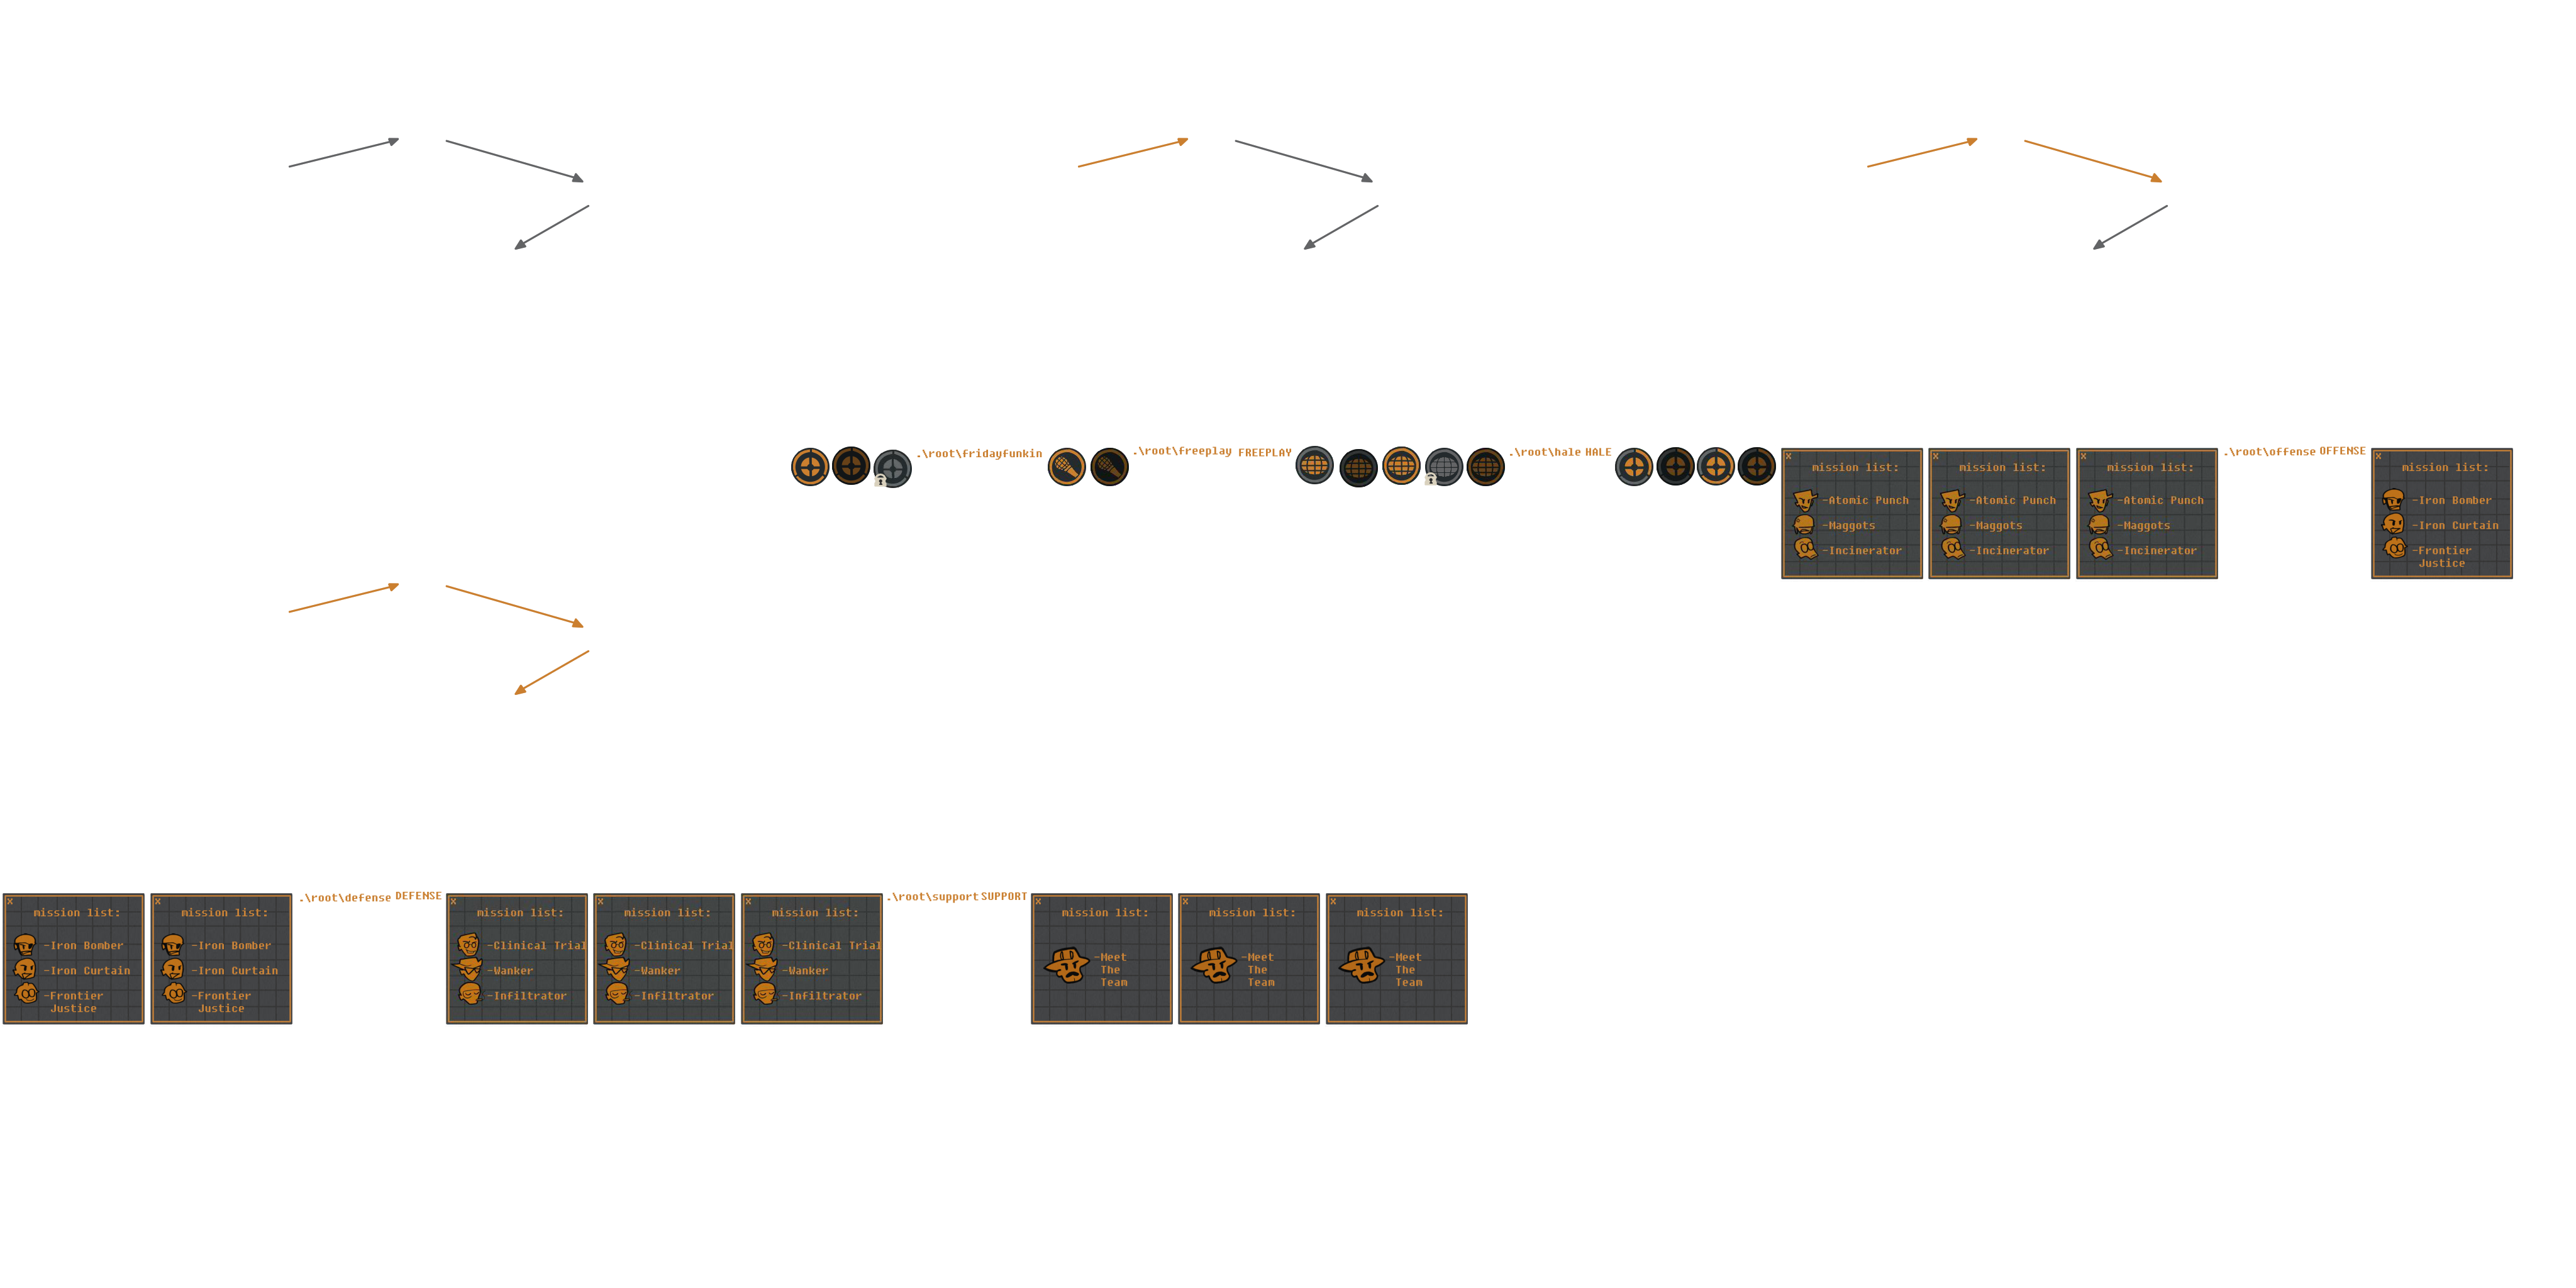 .\root\fridayfunkin
.\root\freeplay
FREEPLAY
.\root\hale
HALE
x
mission list:
-Atomic Punch
-Maggots
-Incinerator
x
mission list:
-Atomic Punch
-Maggots
-Incinerator
x
mission list:
-Atomic Punch
-Maggots
-Incinerator
.\root\offense
OFFENSE
x
mission list:
-Iron Bomber
-Iron Curtain
-Frontier
Justice
x
mission list:
-Iron Bomber
-Iron Curtain
-Frontier
Justice
x
mission list:
-Iron Bomber
-Iron Curtain
-Frontier
Justice
.\root\defense
DEFENSE
x
mission list:
-Clinical Trial
-Wanker
-Infiltrator
x
mission list:
-Clinical Trial
-Wanker
-Infiltrator
x
mission list:
-Clinical Trial
-Wanker
-Infiltrator
.\root\support
SUPPORT
x
mission list:
-Meet
The
Team
x
mission list:
-Meet
The
Team
x
mission list:
-Meet
The
Team